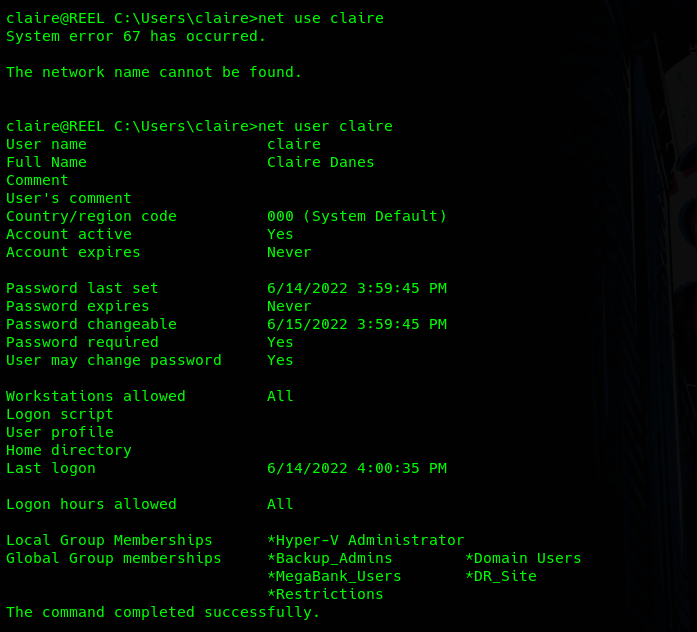 claire@REEL C:\Users\claire>net use claire
System error 67 has occurred.
The network name cannot be found.
claire@REEL C:\Users\claire>net user claire
User name                    claire
Full Name                    Claire Danes
Comment
User's comment
Country/region code          000 (System Default)
Account active               Yes
Account expires              Never
Password last set            6/14/2022 3:59:45 PM
Password expires             Never
Password changeable          6/15/2022 3:59:45 PM
Password required            Yes
User may change password     Yes
Workstations allowed         All
Logon script
User profile
Home directory
Last logon                   6/14/2022 4:00:35 PM
Logon hours allowed          All
Local Group Memberships      *Hyper-V Administrator
Global Group memberships     *Backup_Admins        *Domain Users
                             *MegaBank_Users       *DR_Site
                             *Restrictions
The command completed successfully.